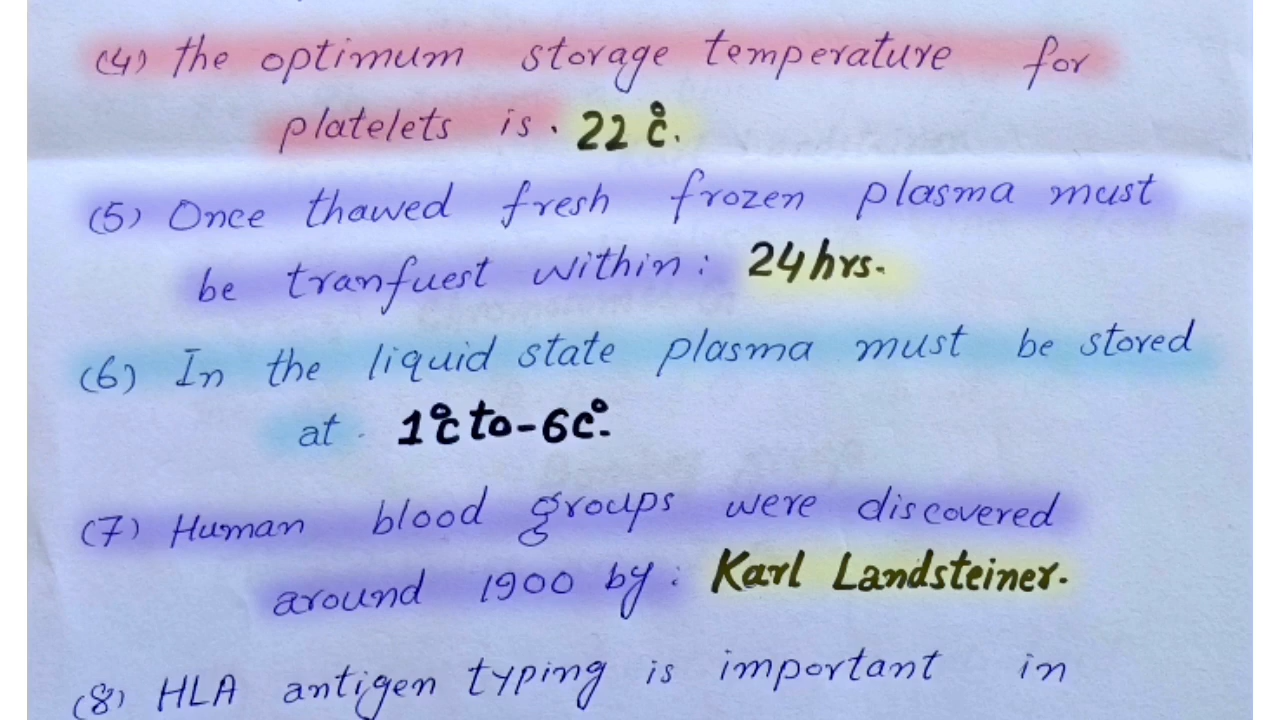 (4) the optimum storage temperature for
platelets is. 22 °c.
(5) Once thawed fresh frozen plasma must
be tranfuest within: 24hrs.
(6) In the liquid state plasma must be stored
at. 1°c to-6c°.
(7) Human blood groups were discovered
around 1900 by: Karl Landsteiner.
(8) HLA antigen typing is important in